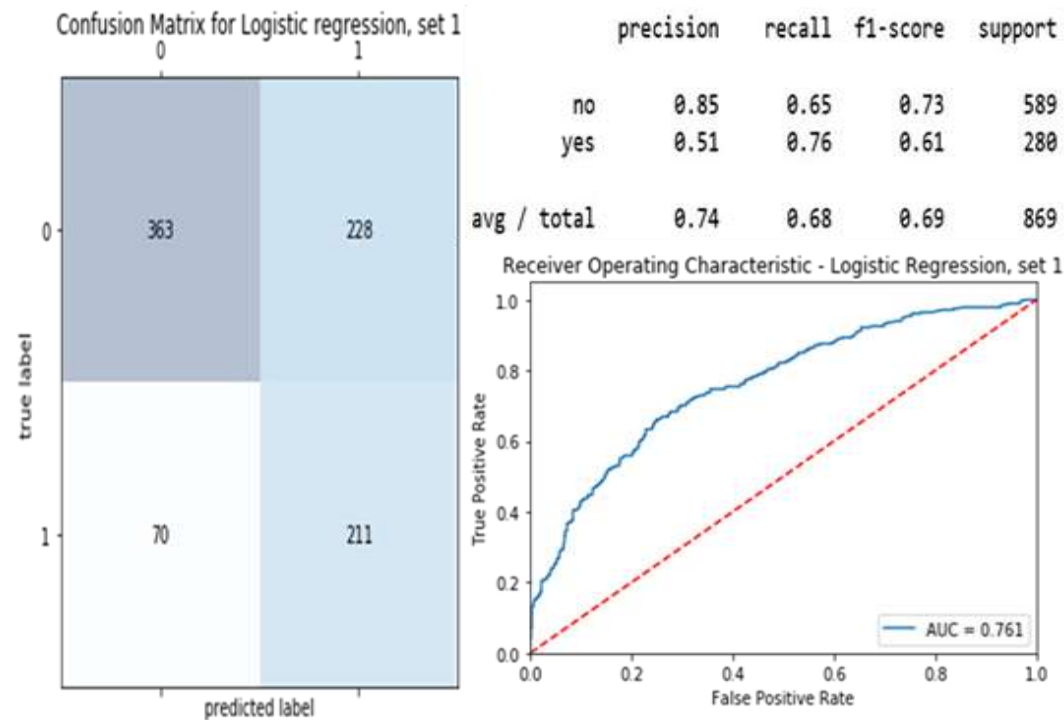 Confusion Matrix for Logistic regression, set 1
0 1
0 363 228
true label
1 70 211
predicted label
precision recall f1-score support
no 0.85 0.65 0.73 589
yes 0.51 0.76 0.61 280
avg / total 0.74 0.68 0.69 869
Receiver Operating Characteristic - Logistic Regression, set 1
1.0
0.8
0.6
0.4
0.2
0.0
True Positive Rate
AUC = 0.761
0.0 0.2 0.4 0.6 0.8 1.0
False Positive Rate